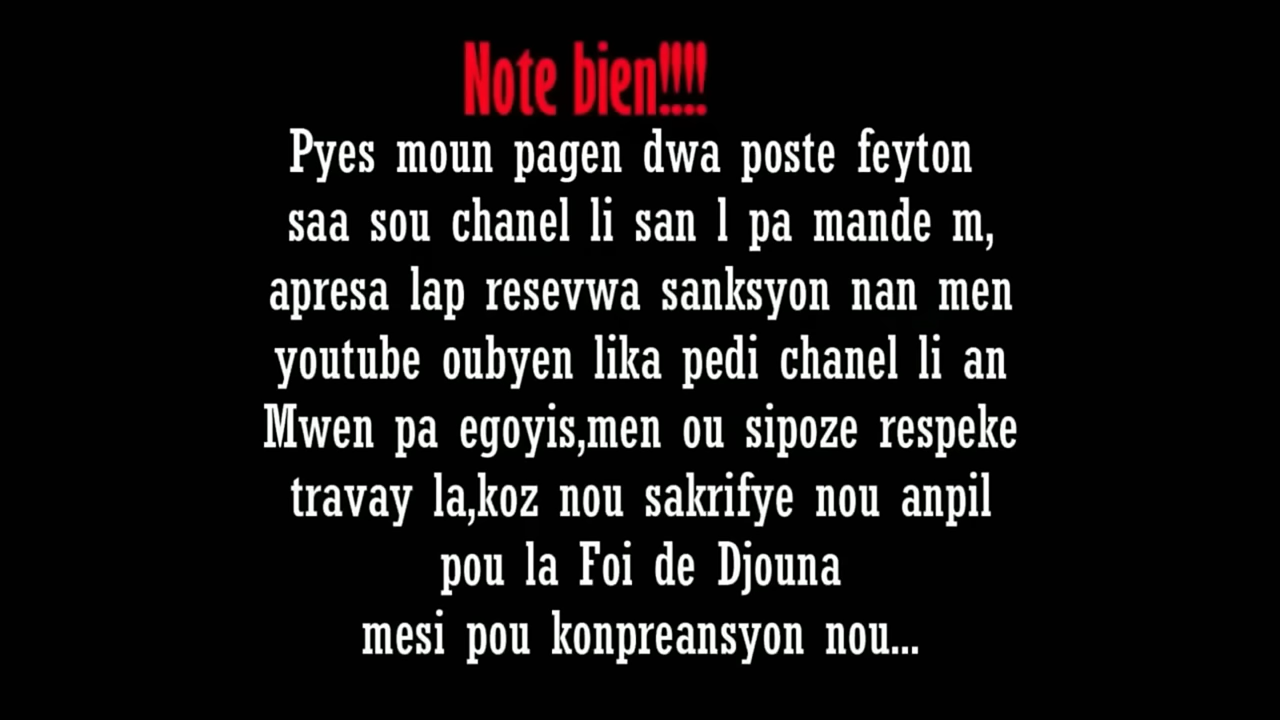 Note bien!!!!
Pyes moun pagen dwa poste feyton
saa sou chanel li san l pa mande m,
apresa lap resevwa sanksyon nan men
youtube oubyen lika pedi chanel li an
Mwen pa egoyis,men ou sipoze respeke
travay la,koz nou sakrifye nou anpil
pou la Foi de Djouna
mesi pou konpreansyon nou...